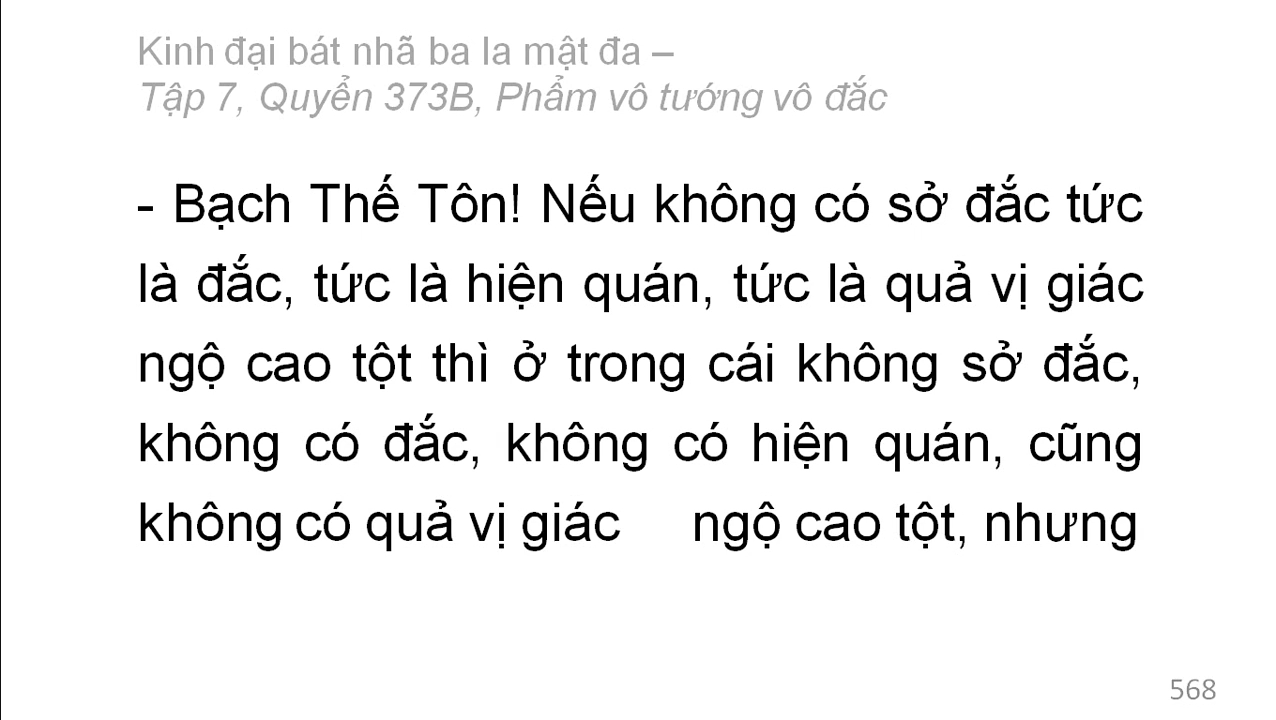 Kinh đại bát nhã ba la mật đa –
Tập 7, Quyển 373B, Phẩm vô tướng vô đắc
- Bạch Thế Tôn! Nếu không có sở đắc tức
là đắc, tức là hiện quán, tức là quả vị giác
ngộ cao tột thì ở trong cái không sở đắc,
không có đắc, không có hiện quán, cũng
không có quả vị giác ngộ cao tột, nhưng
568